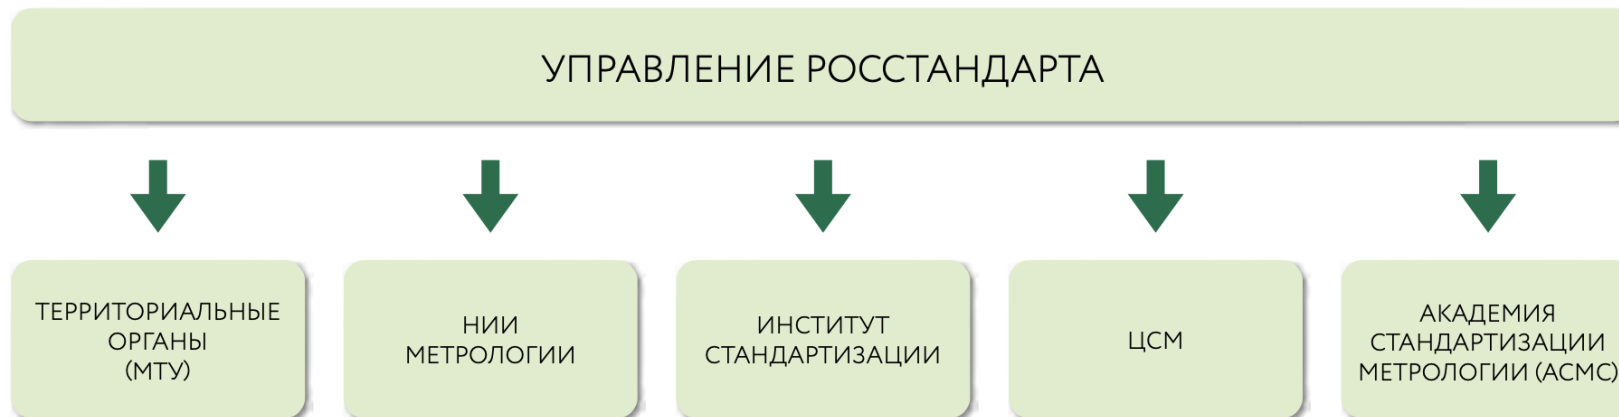 УПРАВЛЕНИЕ РОССТАНДАРТА
ТЕРРИТОРИАЛЬНЫЕ
ОРГАНЫ
(МТУ)
НИИ
МЕТРОЛОГИИ
ИНСТИТУТ
СТАНДАРТИЗАЦИИ
ЦСМ
АКАДЕМИЯ
СТАНДАРТИЗАЦИИ
МЕТРОЛОГИИ (АСМС)